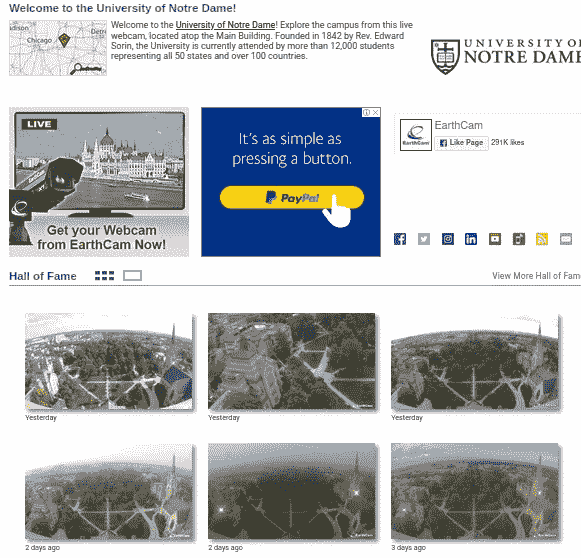 Welcome to the University of Notre Dame!
Welcome to the University of Notre Dame! Explore the campus from this live
webcam, located atop the Main Building. Founded in 1842 by Rev. Edward
Sorin, the University is currently attended by more than 12,000 students
representing all 50 states and over 100 countries.
Chicago
UNIVERSITY OF
NOTRE DAME
LIVE
EarthCam
Get your Webcam
from EarthCam Now!
It's as simple as
pressing a button.
PayPal
EarthCam
EarthCam
Like Page
291K likes
Hall of Fame
View More Hall of Fame
Yesterday
Yesterday
Yesterday
2 days ago
2 days ago
3 days ago